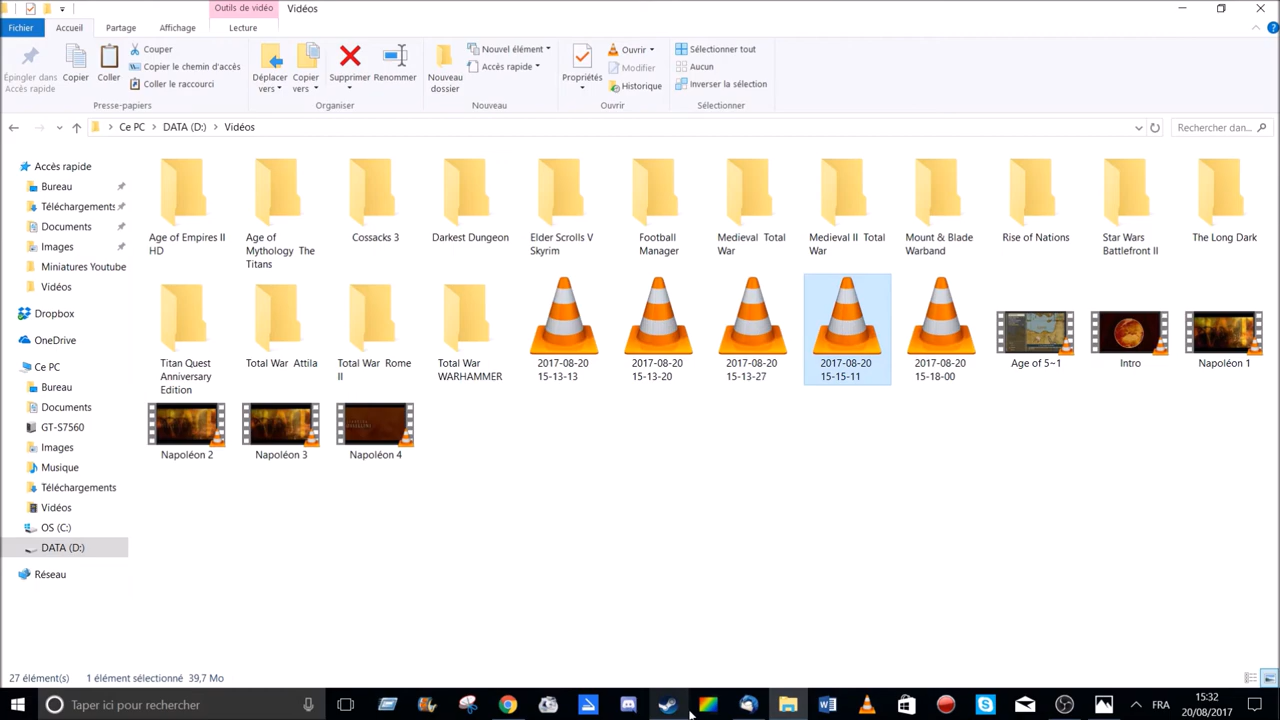 Outils de vidéo
Vidéos
Fichier
Accueil
Partage
Affichage
Lecture
Épingler dans
Accès rapide
Copier
Coller
Couper
Copier le chemin d'accès
Coller le raccourci
Déplacer
vers
Copier
vers
Supprimer
Renommer
Nouveau
dossier
Nouvel élément
Accès rapide
Propriétés
Ouvrir
Modifier
Historique
Sélectionner tout
Aucun
Inverser la sélection
Presse-papiers
Organiser
Nouveau
Ouvrir
Sélectionner
Ce PC
DATA (D:)
Vidéos
Rechercher dan...
Accès rapide
Bureau
Téléchargements
Documents
Images
Miniatures Youtube
Vidéos
Dropbox
OneDrive
Ce PC
Bureau
Documents
GT-S7560
Images
Musique
Téléchargements
Vidéos
OS (C:)
DATA (D:)
Réseau
Age of Empires II
HD
Age of
Mythology The
Titans
Cossacks 3
Darkest Dungeon
Elder Scrolls V
Skyrim
Football
Manager
Medieval Total
War
Medieval II Total
War
Mount & Blade
Warband
Rise of Nations
Star Wars
Battlefront II
The Long Dark
Titan Quest
Anniversary
Edition
Total War Attila
Total War Rome
II
Total War
WARHAMMER
2017-08-20
15-13-13
2017-08-20
15-13-20
2017-08-20
15-13-27
2017-08-20
15-15-11
2017-08-20
15-18-00
Age of 5~1
Intro
Napoléon 1
Napoléon 2
Napoléon 3
Napoléon 4
27 élément(s)
1 élément sélectionné 39,7 Mo
Taper ici pour rechercher
FRA
15:32
20/08/2017